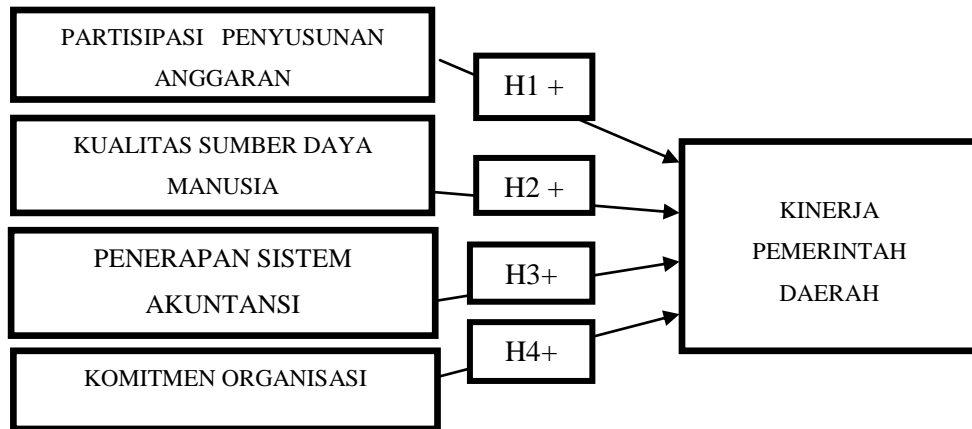 PARTISIPASI PENYUSUNAN
ANGGARAN
H1 +
KUALITAS SUMBER DAYA
MANUSIA
H2 +
PENERAPAN SISTEM
AKUNTANSI
H3+
KOMITMEN ORGANISASI
H4+
KINERJA
PEMERINTAH
DAERAH